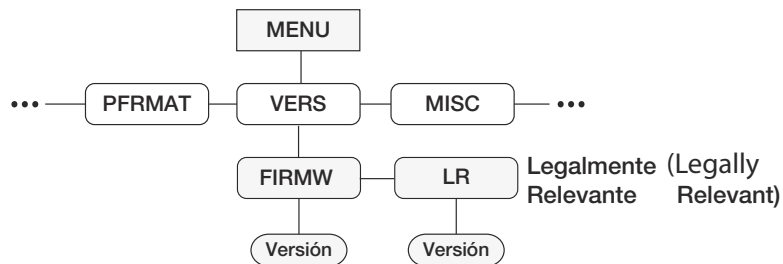 MENU
••• PFRMAT VERS MISC •••
FIRMW LR Legalmente (Legally
Relevante Relevant)
Versión Versión